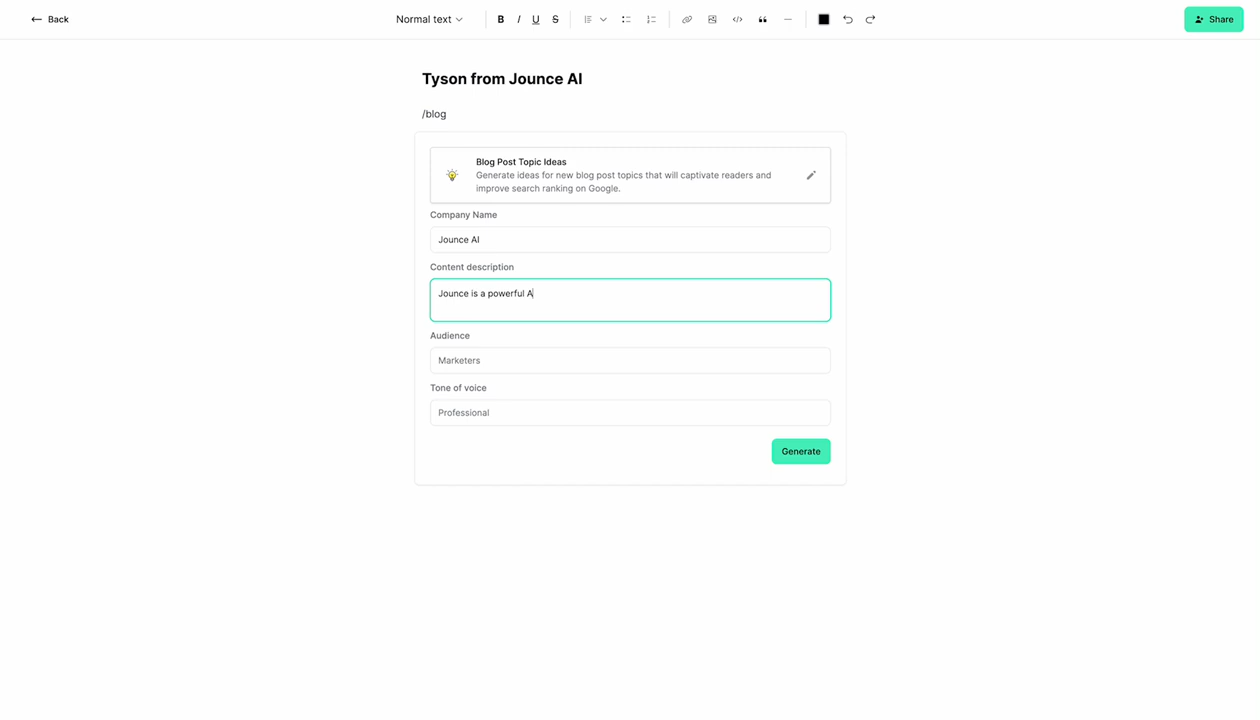 Back
Normal text
B
I
U
S
Share
Tyson from Jounce AI
/blog
Blog Post Topic Ideas
Generate ideas for new blog post topics that will captivate readers and
improve search ranking on Google.
Company Name
Jounce AI
Content description
Jounce is a powerful A
Audience
Marketers
Tone of voice
Professional
Generate